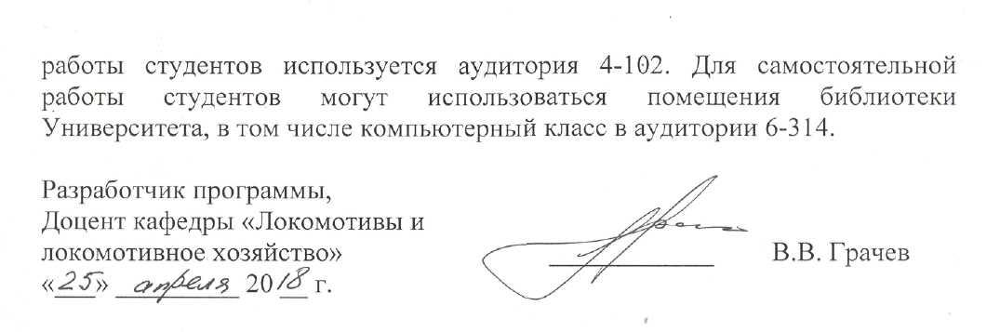 работы студентов используется аудитория 4-102. Для самостоятельной
работы студентов могут использоваться помещения библиотеки
Университета, в том числе компьютерный класс в аудитории 6-314.
Разработчик программы,
Доцент кафедры «Локомотивы и
локомотивное хозяйство» В.В. Грачев
«25» апреля 2018 г.